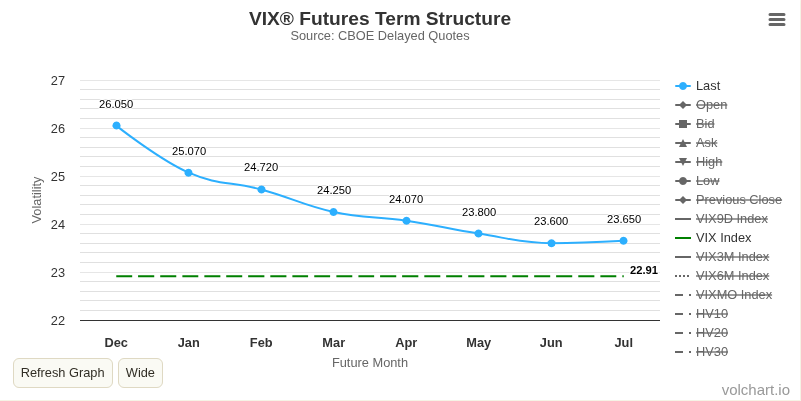 VIX® Futures Term Structure
Source: CBOE Delayed Quotes
27
26
25
24
23
22
Volatility
26.050
25.070
24.720
24.250
24.070
23.800
23.600
23.650
22.91
Dec Jan Feb Mar Apr May Jun Jul
Future Month
Last
Open
Bid
Ask
High
Low
Previous Close
VIX9D Index
VIX Index
VIX3M Index
VIX6M Index
VIXMO Index
HV10
HV20
HV30
Refresh Graph Wide
volchart.io